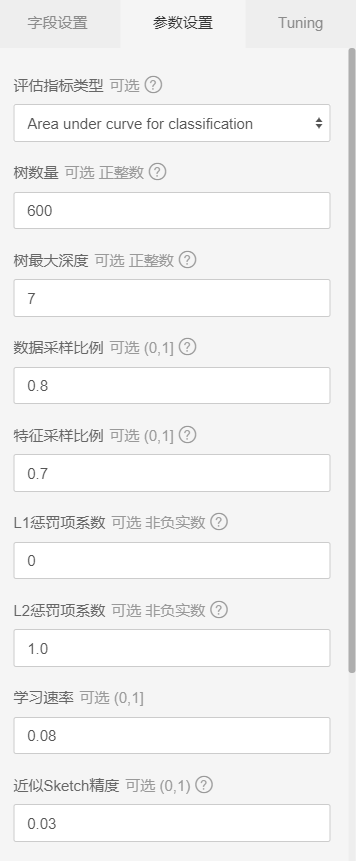 字段设置 参数设置 Tuning
评估指标类型 可选 ?
Area under curve for classification
树数量 可选 正整数 ?
600
树最大深度 可选 正整数 ?
7
数据采样比例 可选 (0,1] ?
0.8
特征采样比例 可选 (0,1] ?
0.7
L1惩罚项系数 可选 非负实数 ?
0
L2惩罚项系数 可选 非负实数 ?
1.0
学习速率 可选 (0,1]
0.08
近似Sketch精度 可选 (0,1) ?
0.03